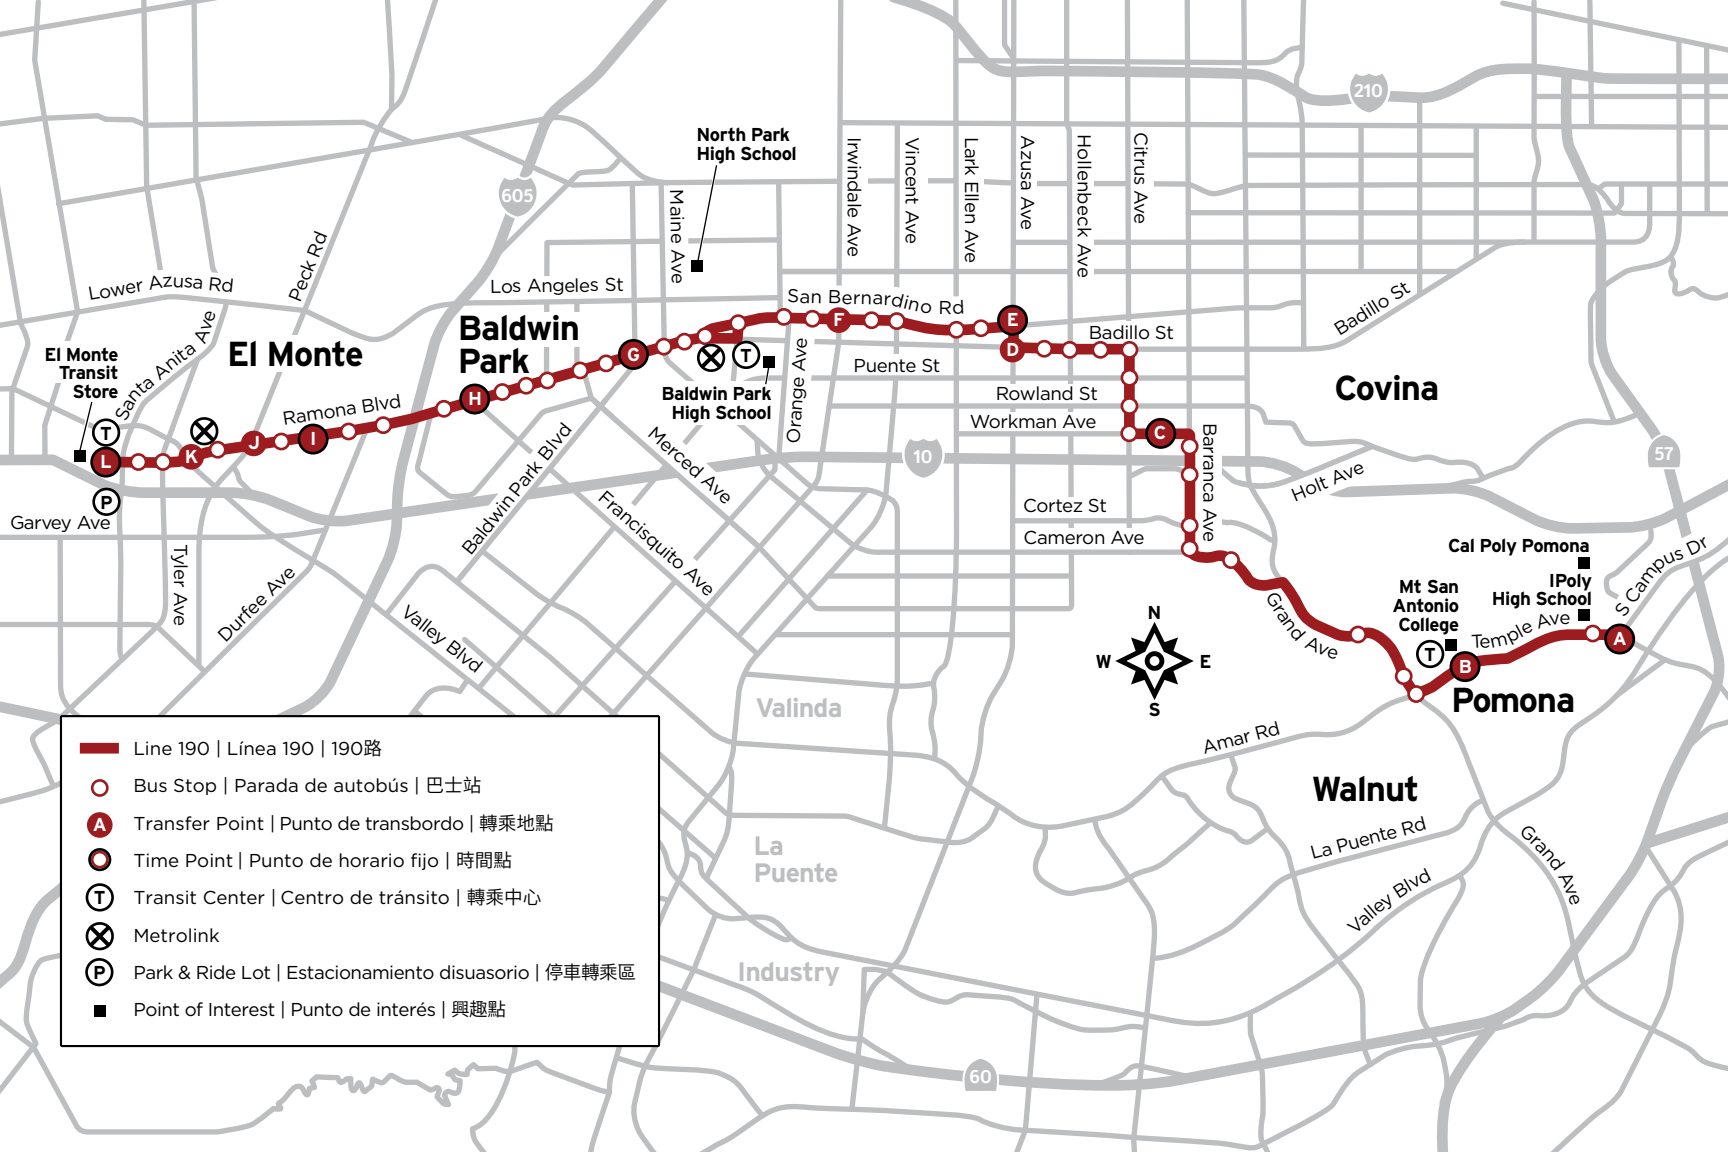 210
605
North Park
High School
Maine Ave
Irwindale Ave
Vincent Ave
Lark Ellen Ave
Azusa Ave
Hollenbeck Ave
Citrus Ave
Lower Azusa Rd
Peck Rd
Los Angeles St
San Bernardino Rd
Badillo St
Badillo St
Baldwin
Park
El Monte
El Monte
Transit
Store
Santa Anita Ave
Ramona Blvd
Puente St
Rowland St
Workman Ave
Covina
Baldwin Park
High School
Orange Ave
Merced Ave
Baldwin Park Blvd
Francisquito Ave
Barranca Ave
Holt Ave
10
57
Garvey Ave
Tyler Ave
Durfee Ave
Valley Blvd
Cortez St
Cameron Ave
Grand Ave
Cal Poly Pomona
IPoly
High School
Mt San
Antonio
College
Temple Ave
S Campus Dr
Pomona
A
B
C
D
E
F
G
H
I
J
K
L
T
P
T
T
N
W
E
S
Valinda
Amar Rd
Walnut
La Puente Rd
Valley Blvd
Grand Ave
La
Puente
Industry
60
Line 190 | Línea 190 | 190路
Bus Stop | Parada de autobús | 巴士站
A Transfer Point | Punto de transbordo | 轉乘地點
Time Point | Punto de horario fijo | 時間點
T Transit Center | Centro de tránsito | 轉乘中心
Metrolink
P Park & Ride Lot | Estacionamiento disuasorio | 停車轉乘區
Point of Interest | Punto de interés | 興趣點